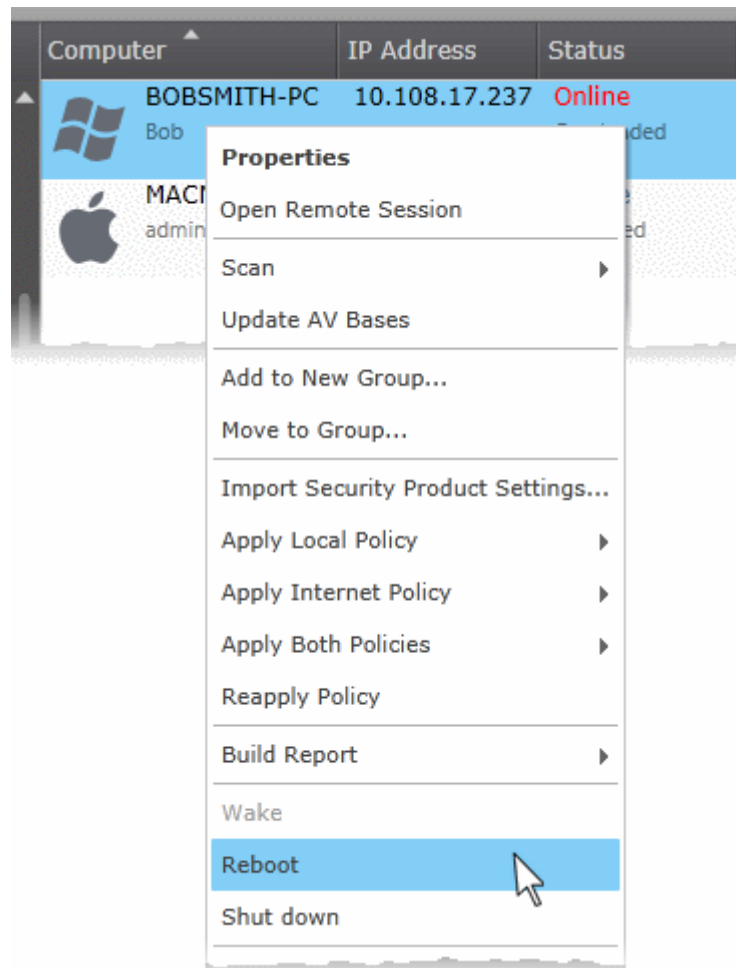 Computer IP Address Status
BOBSMITH-PC 10.108.17.237 Online
Bob
Properties
admin
Open Remote Session
Scan
Update AV Bases
Add to New Group...
Move to Group...
Import Security Product Settings...
Apply Local Policy
Apply Internet Policy
Apply Both Policies
Reapply Policy
Build Report
Wake
Reboot
Shut down